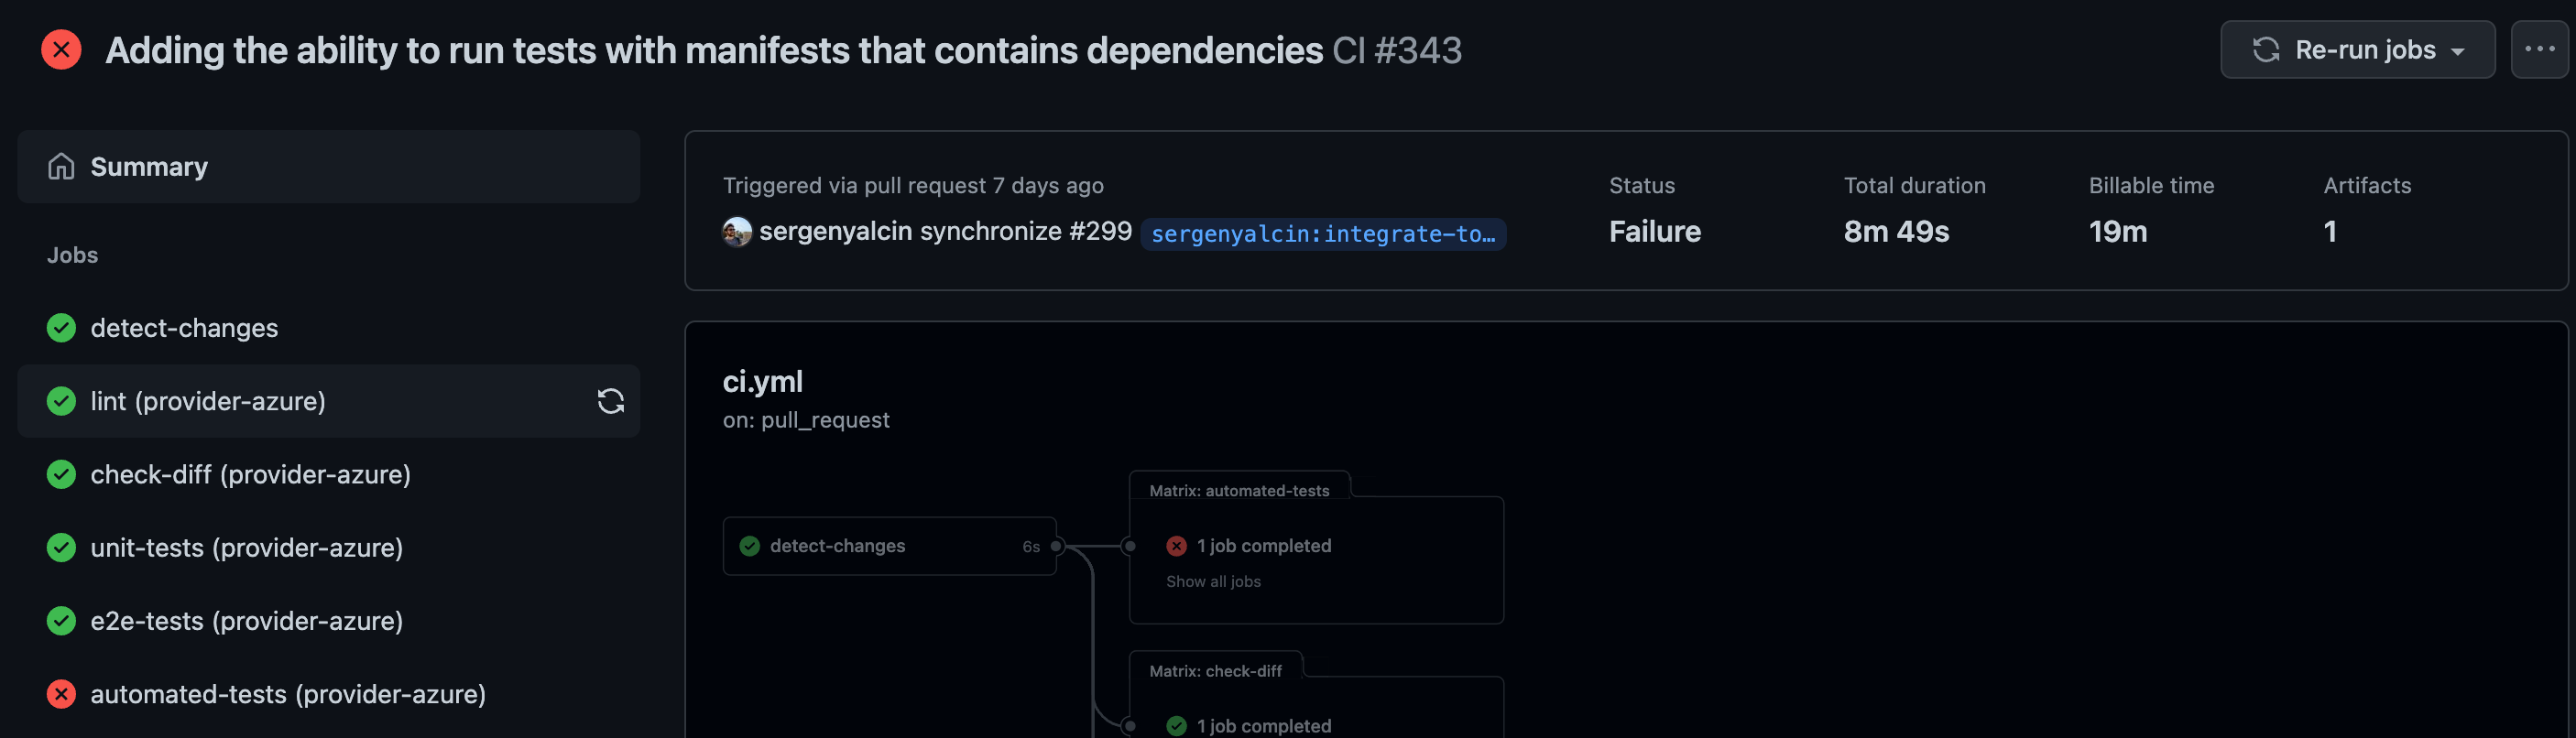 Adding the ability to run tests with manifests that contains dependencies CI #343
Re-run jobs
Summary
Jobs
detect-changes
lint (provider-azure)
check-diff (provider-azure)
unit-tests (provider-azure)
e2e-tests (provider-azure)
automated-tests (provider-azure)
Triggered via pull request 7 days ago
sergenyalcin synchronize #299 sergenyalcin:integrate-to…
Status
Failure
Total duration
8m 49s
Billable time
19m
Artifacts
1
ci.yml
on: pull_request
detect-changes 6s
Matrix: automated-tests
1 job completed
Show all jobs
Matrix: check-diff
1 job completed